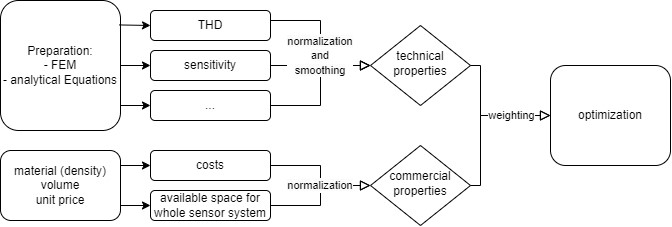 Preparation:
- FEM
- analytical Equations
THD
sensitivity
...
normalization
and
smoothing
technical
properties
weighting
optimization
material (density)
volume
unit price
costs
available space for
whole sensor system
normalization
commercial
properties